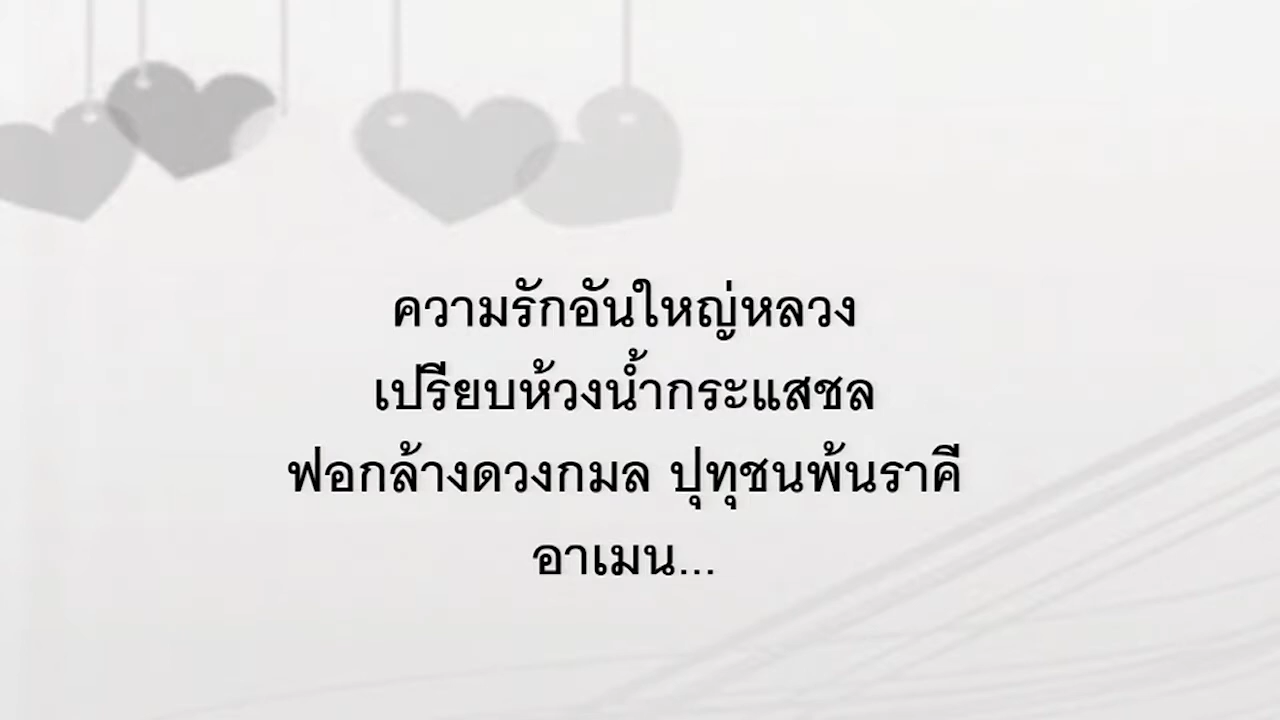 ความรักอันใหญ่หลวง
เปรียบห้วงน้ำกระแสชล
ฟอกล้างดวงกมล ปุทุชนพ้นราคี
อาเมน...